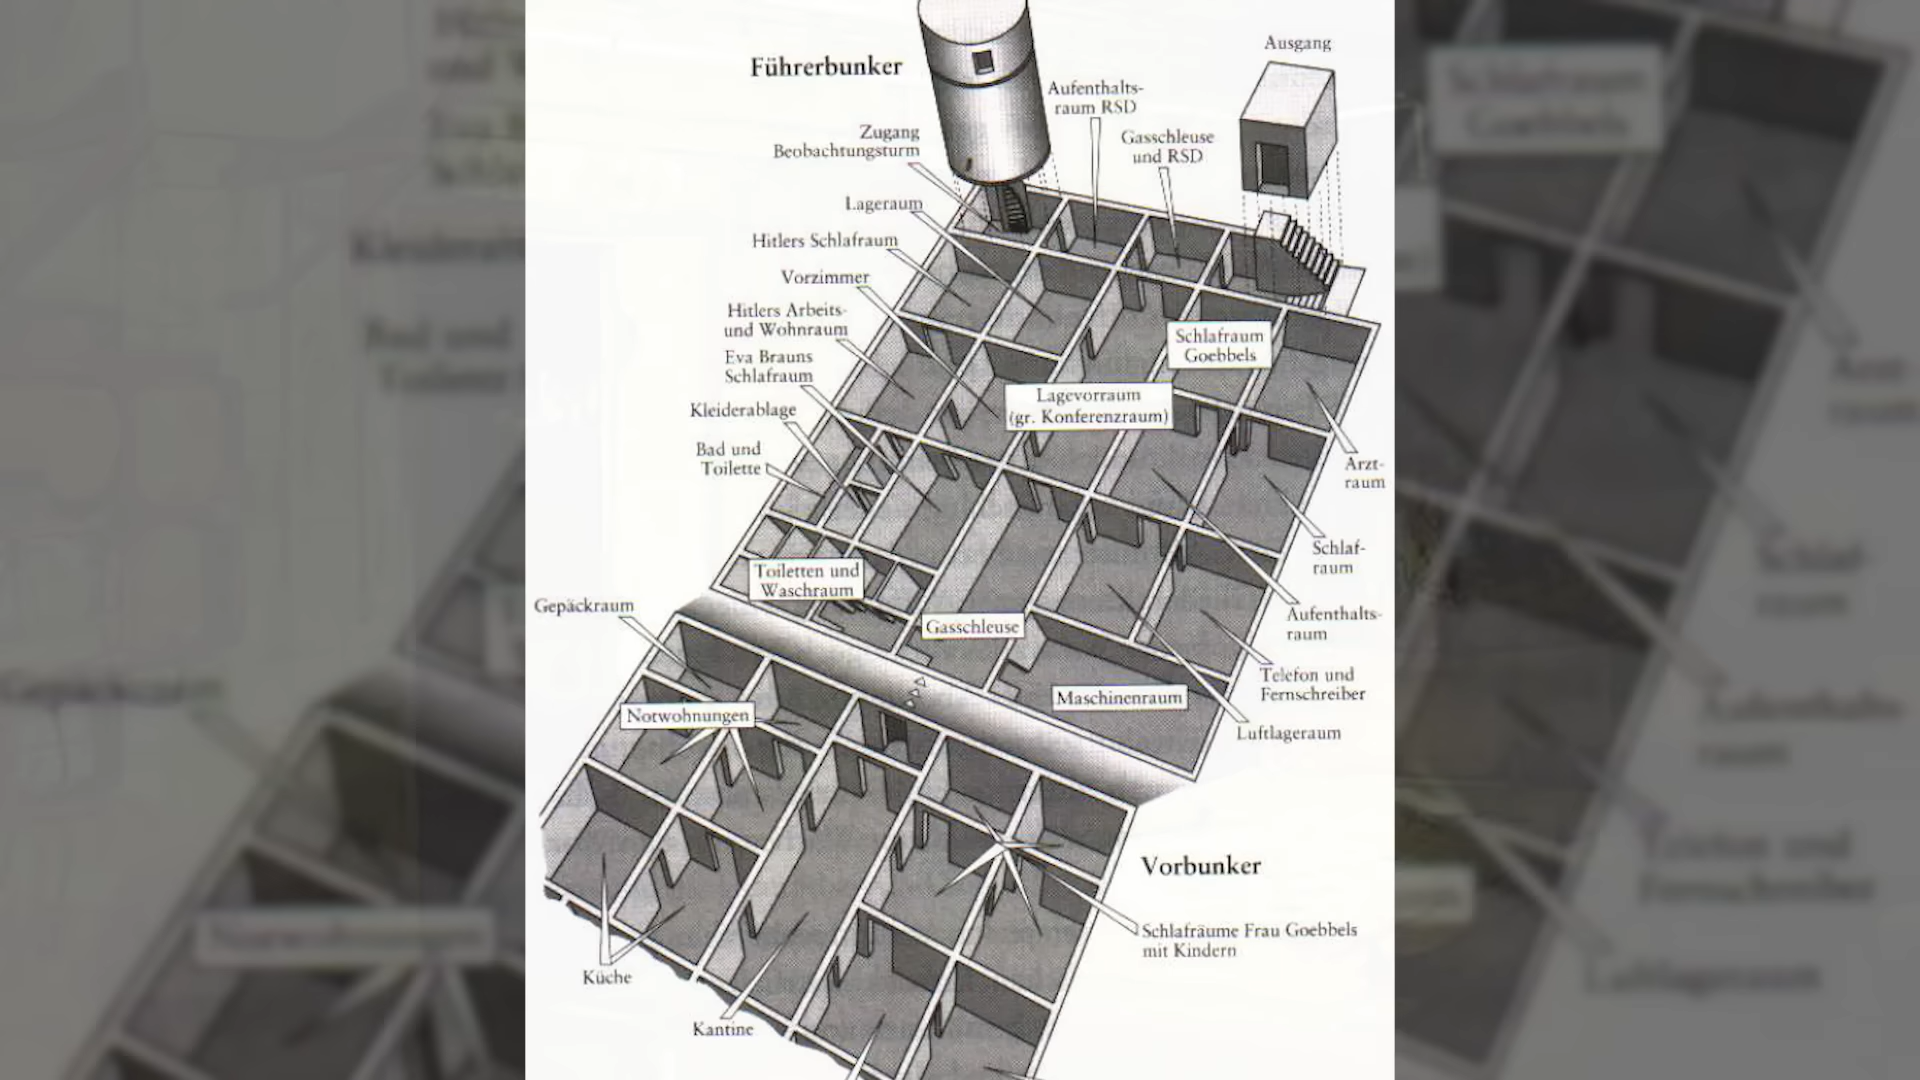 Führerbunker
Ausgang
Aufenthalts-
raum RSD
Zugang
Beobachtungsturm
Gasschleuse
und RSD
Lageraum
Hitlers Schlafraum
Vorzimmer
Hitlers Arbeits-
und Wohnraum
Schlafraum
Goebbels
Eva Brauns
Schlafraum
Lagevorraum
(gr. Konferenzraum)
Kleiderablage
Bad und
Toilette
Arzt-
raum
Schlaf-
raum
Toiletten und
Waschraum
Gepäckraum
Gasschleuse
Aufenthalts-
raum
Telefon und
Fernschreiber
Maschinenraum
Notwohnungen
Luftlageraum
Vorbunker
Schlafräume Frau Goebbels
mit Kindern
Küche
Kantine